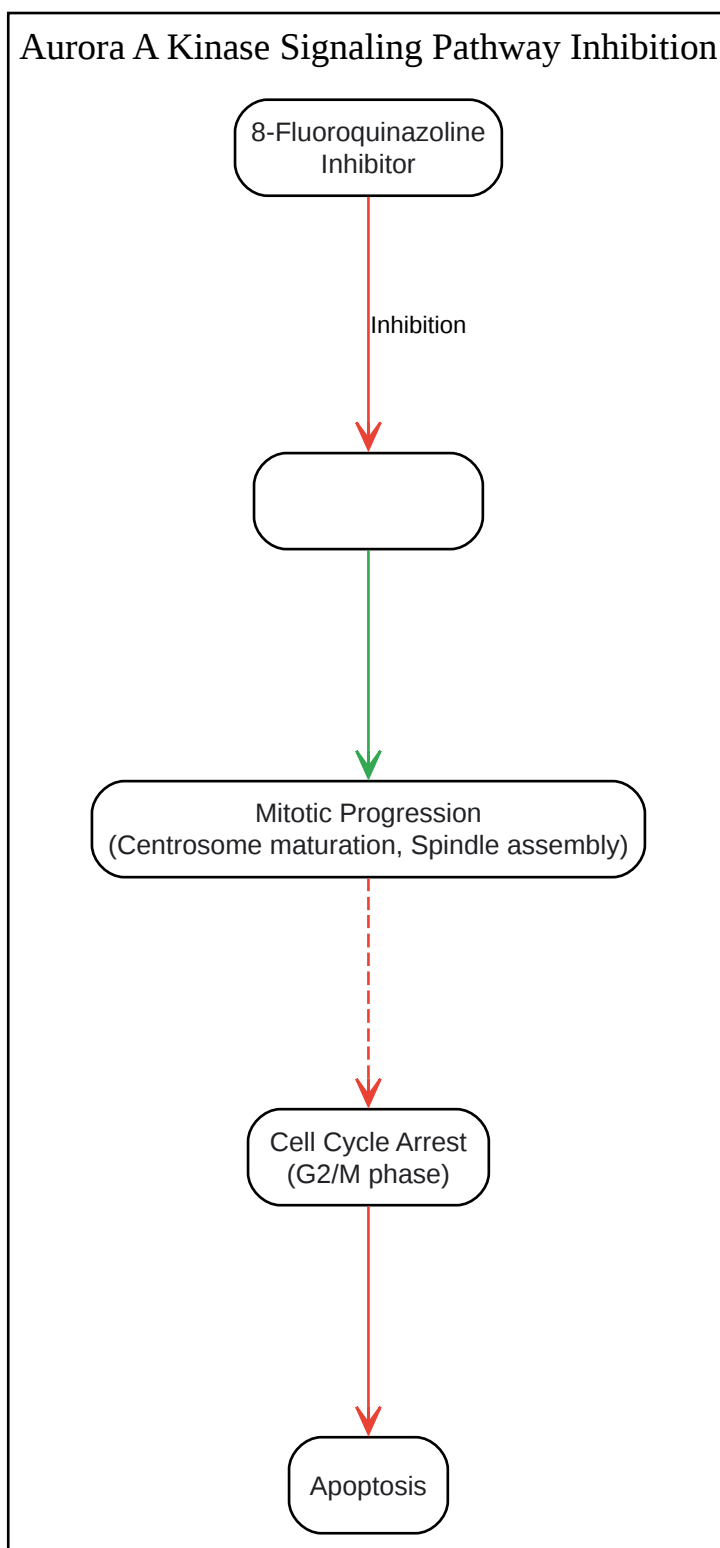 Aurora A Kinase Signaling Pathway Inhibition
8-Fluoroquinazoline
Inhibitor
Inhibition
Mitotic Progression
(Centrosome maturation, Spindle assembly)
Cell Cycle Arrest
(G2/M phase)
Apoptosis